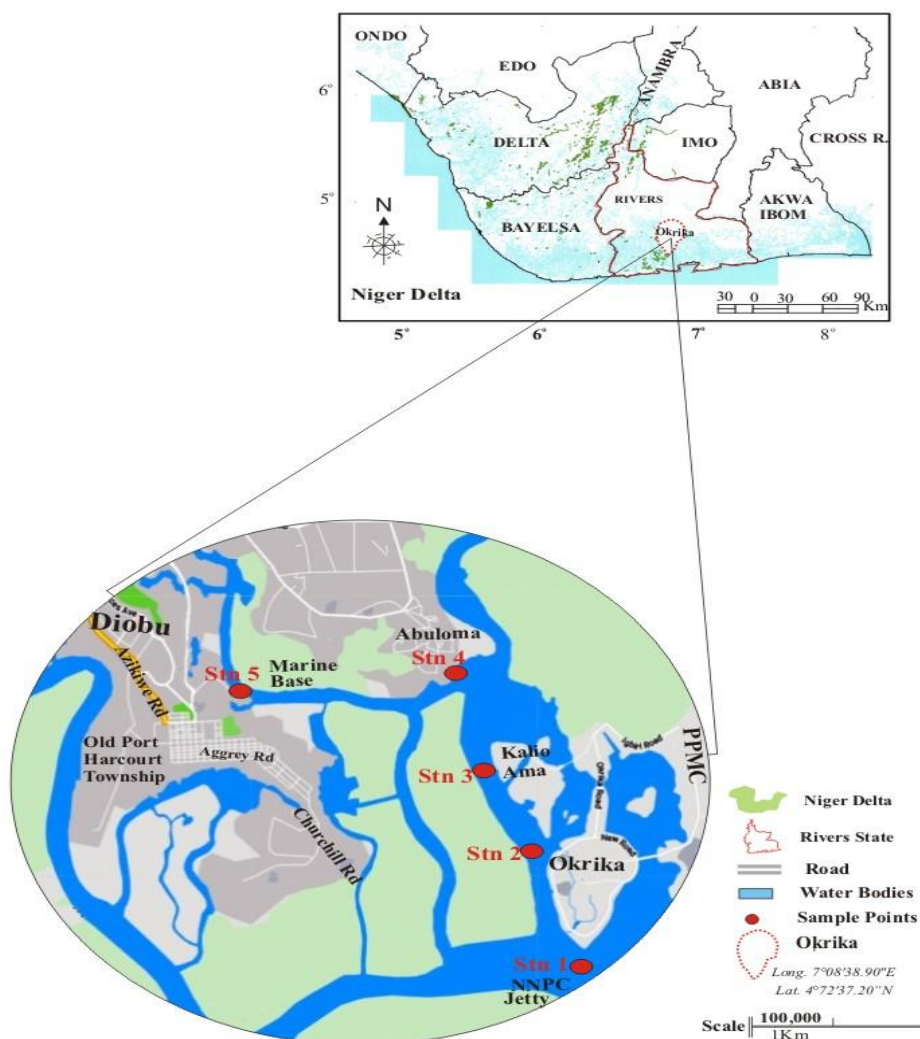 ONDO
EDO
ANAMBRA
ABIA
6°
DELTA
IMO
CROSS R.
5°
N
RIVERS
AKWA
IBOM
BAYELSA
Okrika
Niger Delta
30 0 30 60 90
Km
5° 6° 7° 8°
Diobu
Azikiwe Rd
Abuloma
Stn 4
Stn 5
Marine
Base
Old Port
Harcourt
Township
Aggrey Rd
Churchill Rd
Kalio
Ama
Stn 3
PPMC
Okrika Road
New Road
Stn 2
Okrika
Stn 1
NNPC
Jetty
Niger Delta
Rivers State
Road
Water Bodies
Sample Points
Okrika
Long. 7°08'38.90"E
Lat. 4°72'37.20"N
Scale 100,000
1Km